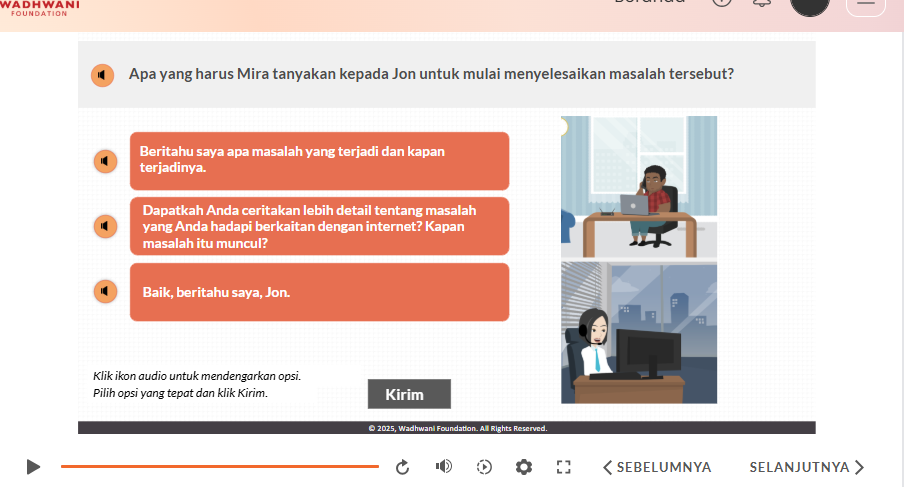 WADHWANI
FOUNDATION
Apa yang harus Mira tanyakan kepada Jon untuk mulai menyelesaikan masalah tersebut?
Beritahu saya apa masalah yang terjadi dan kapan
terjadinya.
Dapatkah Anda ceritakan lebih detail tentang masalah
yang Anda hadapi berkaitan dengan internet? Kapan
masalah itu muncul?
Baik, beritahu saya, Jon.
Klik ikon audio untuk mendengarkan opsi.
Pilih opsi yang tepat dan klik Kirim.
Kirim
© 2025, Wadhwani Foundation. All Rights Reserved.
SEBELUMNYA
SELANJUTNYA